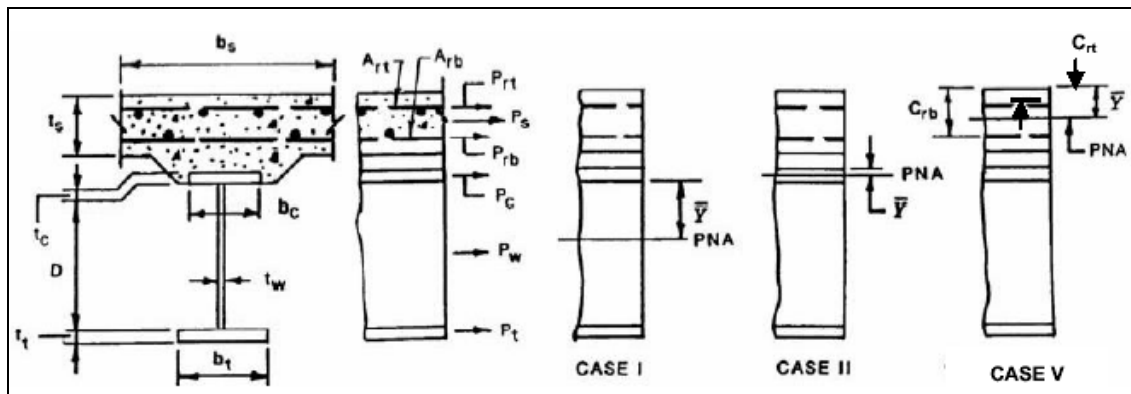 b_s
A_rt
A_rb
t_s
P_rt
P_s
P_rb
P_c
b_c
t_c
D
t_w
P_w
t_t
b_t
P_t
Y
PNA
CASE I
PNA
Y
CASE II
C_rt
C_rb
Y
PNA
CASE V